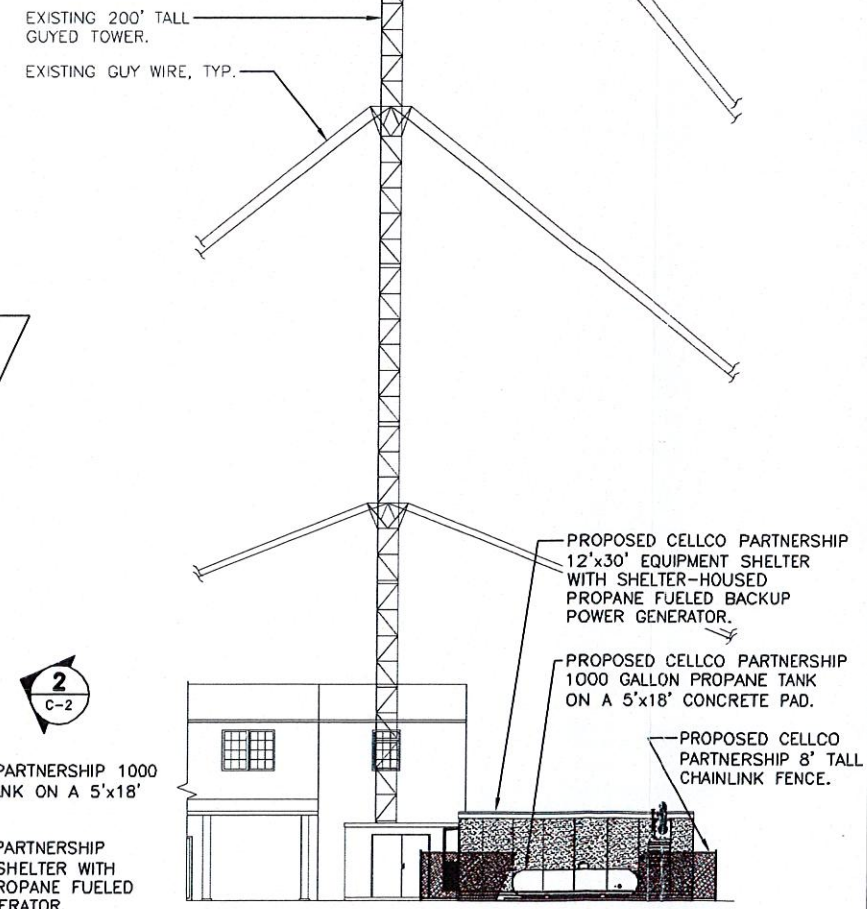 EXISTING 200' TALL
GUYED TOWER.
EXISTING GUY WIRE, TYP.
PROPOSED CELLCO PARTNERSHIP
12'x30' EQUIPMENT SHELTER
WITH SHELTER-HOUSED
PROPANE FUELED BACKUP
POWER GENERATOR.
PROPOSED CELLCO PARTNERSHIP
1000 GALLON PROPANE TANK
ON A 5'x18' CONCRETE PAD.
PROPOSED CELLCO
PARTNERSHIP 8' TALL
CHAINLINK FENCE.
2
C-2
PARTNERSHIP 1000
NK ON A 5'x18'
PARTNERSHIP
SHELTER WITH
ROPANE FUELED
ERATOR